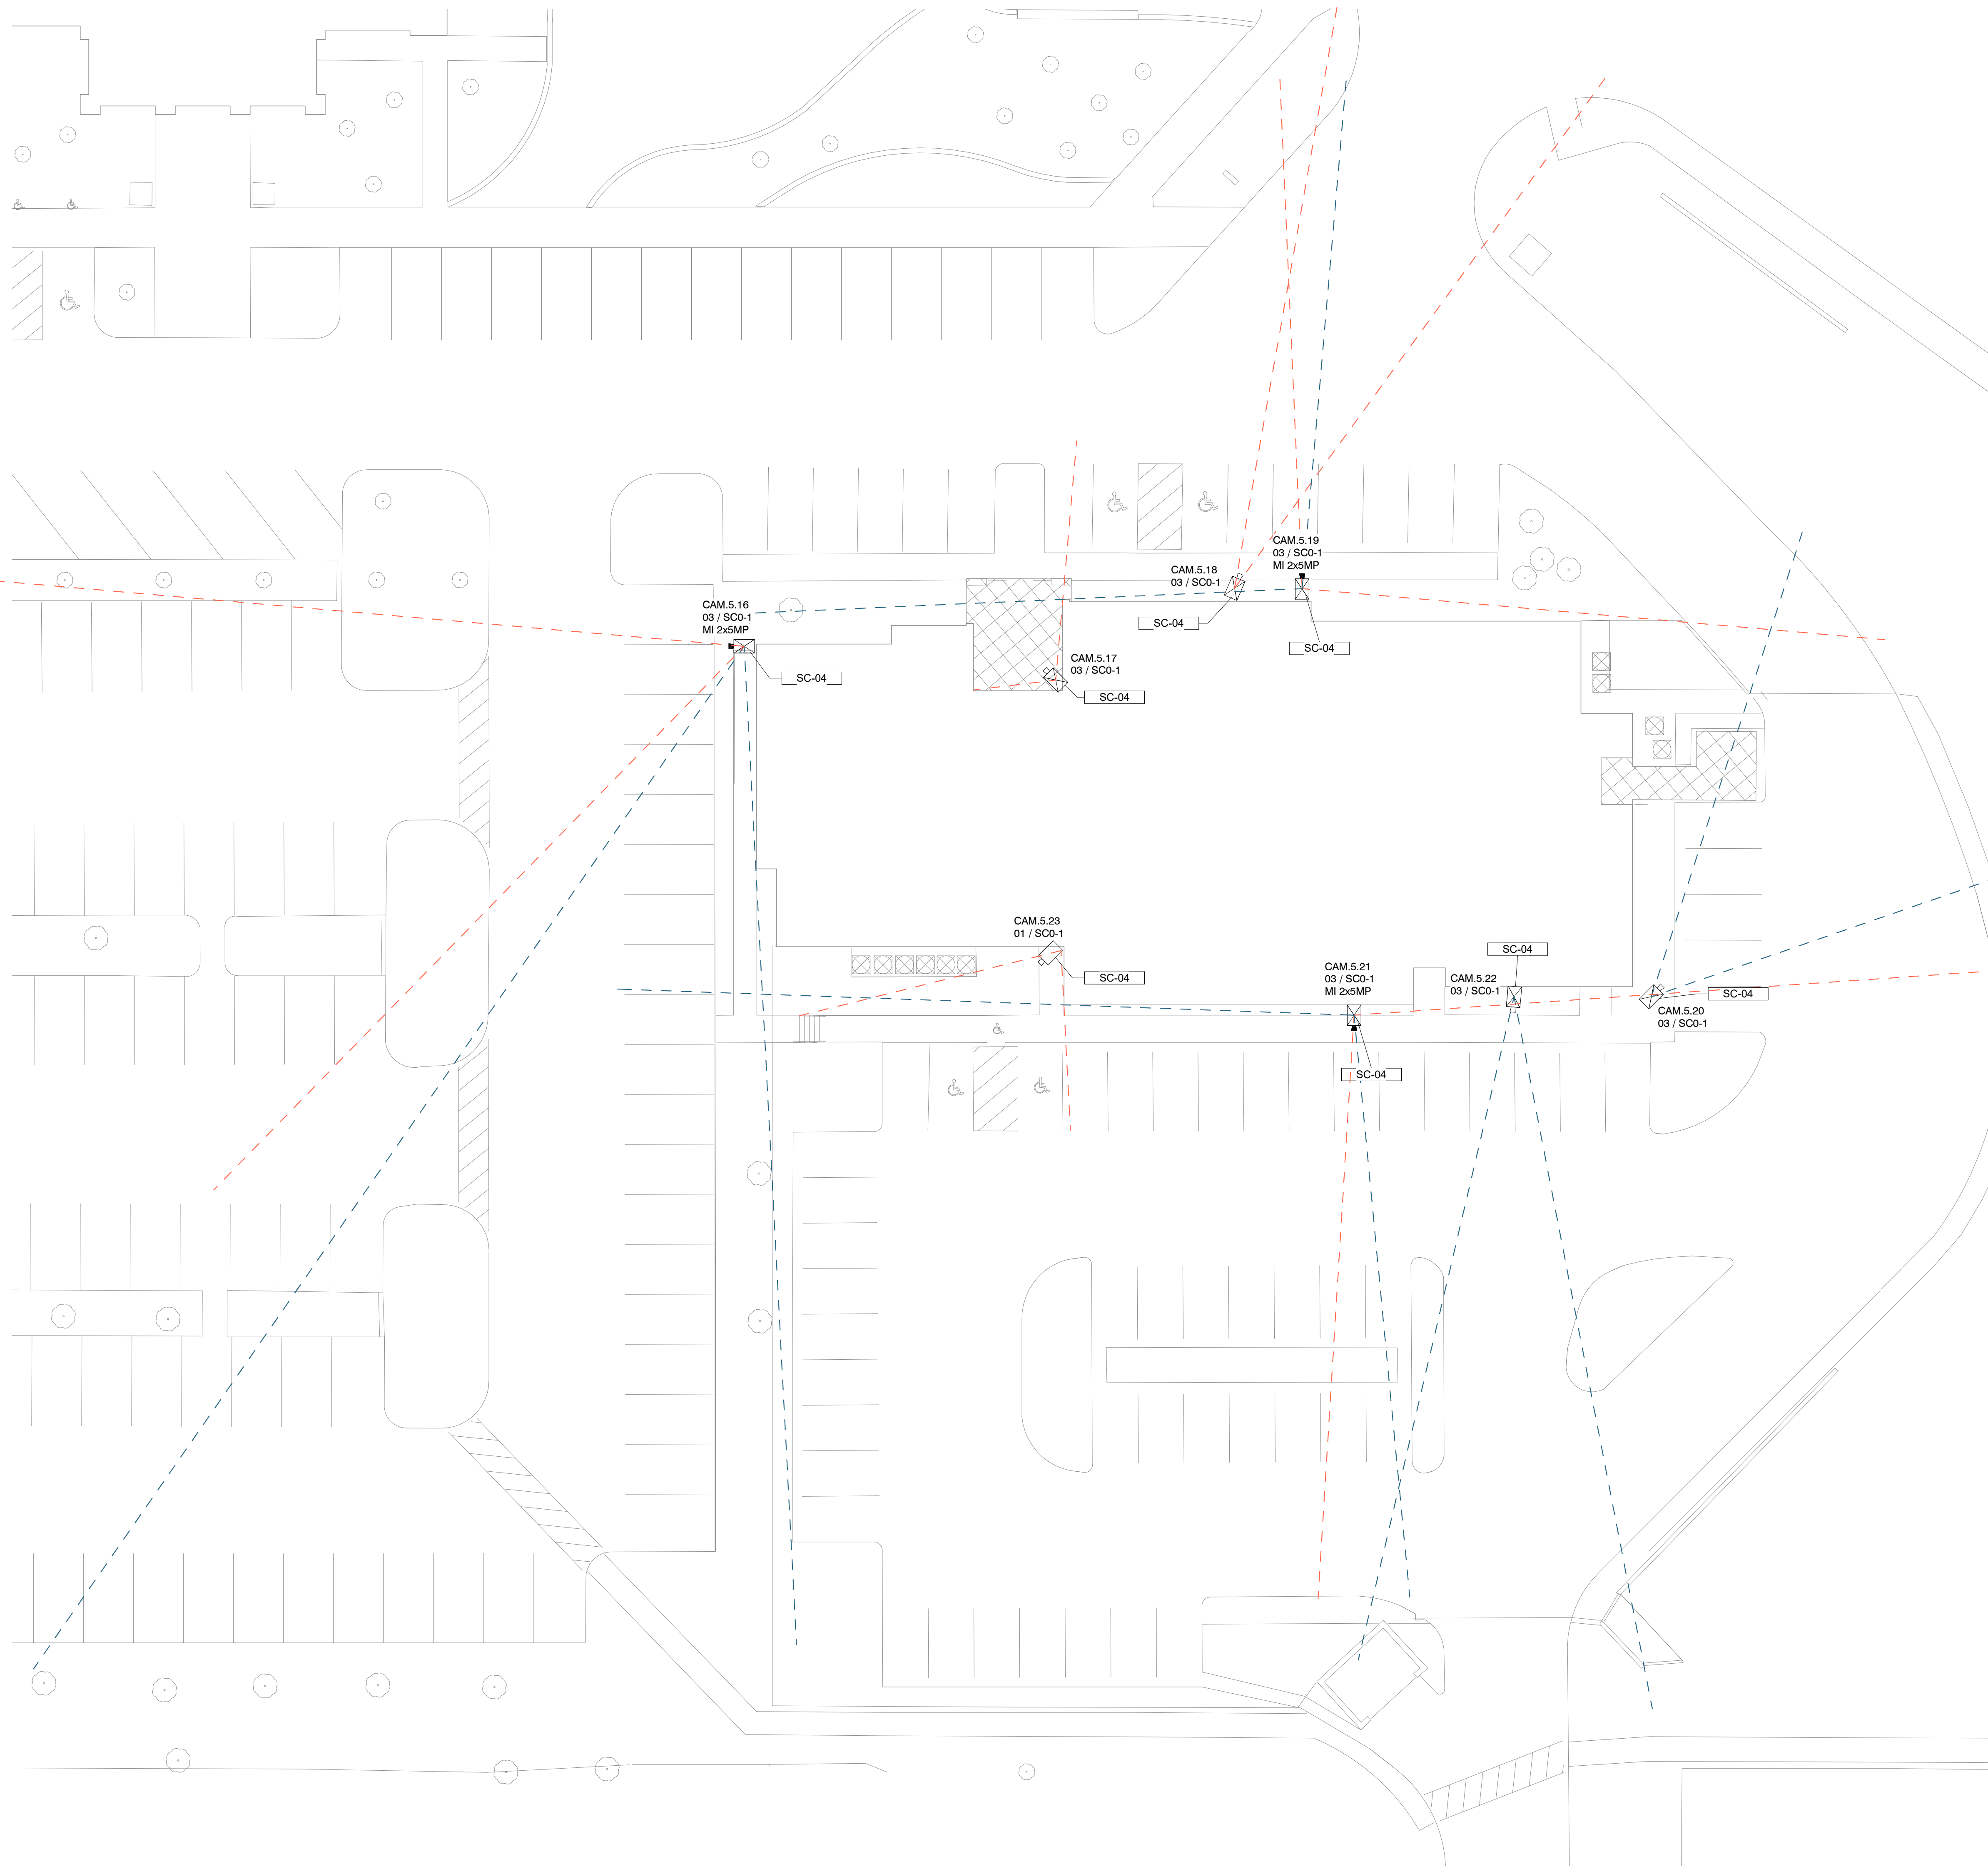 CAM.5.19
03 / SC0-1
MI 2x5MP
CAM.5.18
03 / SC0-1
SC-04
SC-04
CAM.5.16
03 / SC0-1
MI 2x5MP
SC-04
CAM.5.17
03 / SC0-1
SC-04
CAM.5.23
01 / SC0-1
SC-04
CAM.5.21
03 / SC0-1
MI 2x5MP
SC-04
SC-04
CAM.5.22
03 / SC0-1
SC-04
CAM.5.20
03 / SC0-1